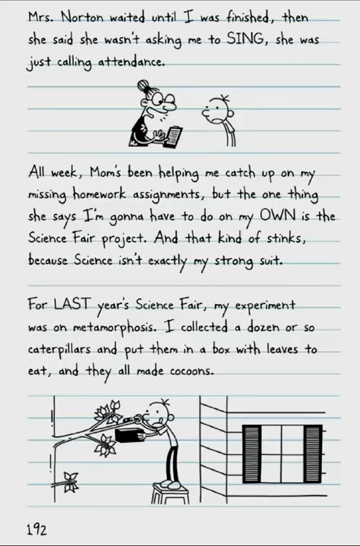 Mrs. Norton waited until I was finished, then
she said she wasn't asking me to SING, she was
just calling attendance.
All week, Mom's been helping me catch up on my
missing homework assignments, but the one thing
she says I'm gonna have to do on my OWN is the
Science Fair project. And that kind of stinks,
because Science isn't exactly my strong suit.
For LAST year's Science Fair, my experiment
was on metamorphosis. I collected a dozen or so
caterpillars and put them in a box with leaves to
eat, and they all made cocoons.
192